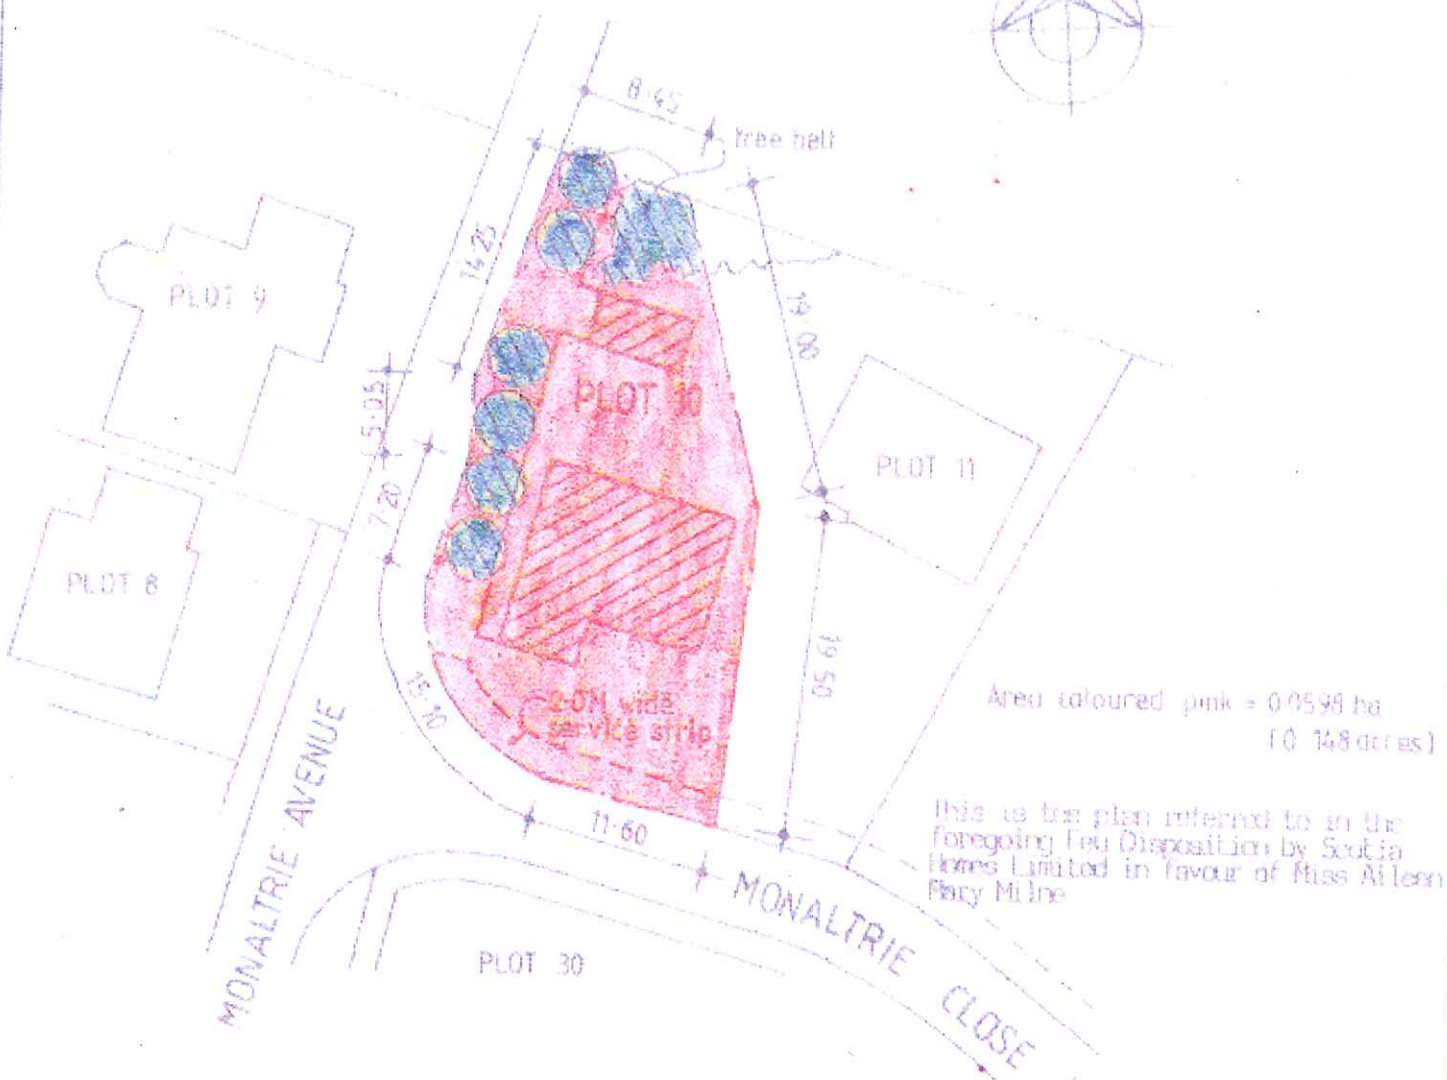 8·45
tree belt
14·25
PLOT 9
19·00
PLOT 10
5·05
PLOT 11
7·20
PLOT 8
19·50
15·10
2·0M wide
service strip
Area coloured pink = 0·0598 ha
(0·148 acres)
11·60
This is the plan referred to in the
foregoing Feu Disposition by Scotia
Homes Limited in favour of Miss Aileen
Mary Milne
MONALTRIE AVENUE
MONALTRIE CLOSE
PLOT 30